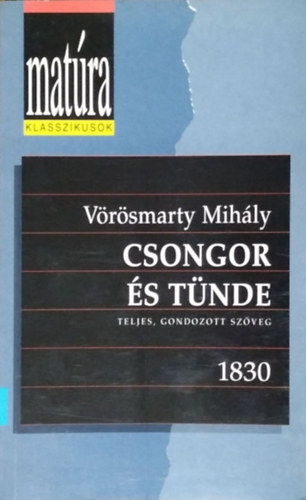 matúra
KLASSZIKUSOK
Vörösmarty Mihály
CSONGOR
ÉS TÜNDE
TELJES, GONDOZOTT SZÖVEG
1830